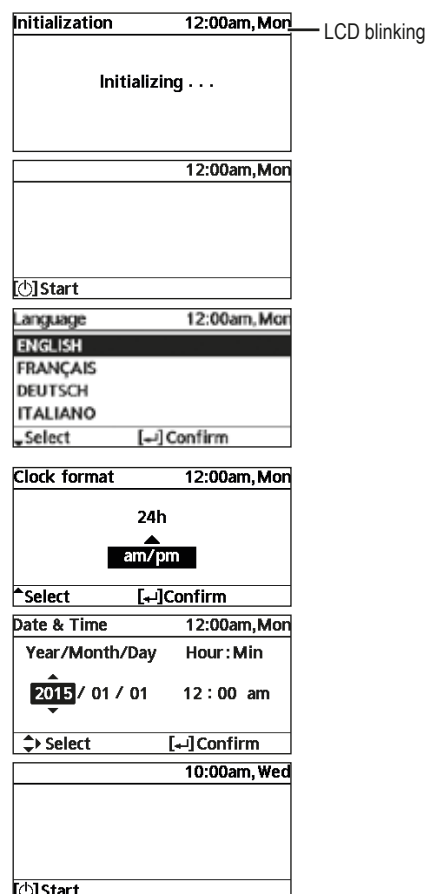 Initialization 12:00am,Mon
LCD blinking
Initializing . . .
12:00am,Mon
[⏻]Start
Language 12:00am,Mon
ENGLISH
FRANÇAIS
DEUTSCH
ITALIANO
Select [↵]Confirm
Clock format 12:00am,Mon
24h
am/pm
Select [↵]Confirm
Date & Time 12:00am,Mon
Year/Month/Day Hour:Min
2015 / 01 / 01 12 : 00 am
Select [↵]Confirm
10:00am,Wed
[⏻]Start